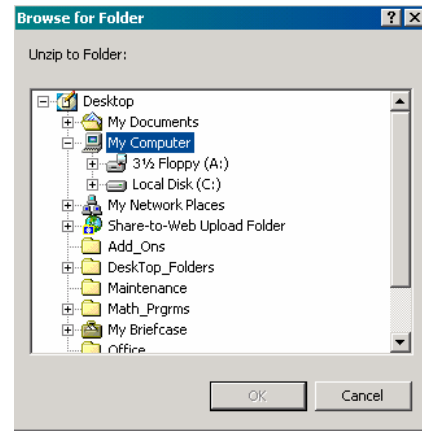 Browse for Folder
Unzip to Folder:
Desktop
My Documents
My Computer
3½ Floppy (A:)
Local Disk (C:)
My Network Places
Share-to-Web Upload Folder
Add_Ons
DeskTop_Folders
Maintenance
Math_Prgrms
My Briefcase
Office
OK
Cancel